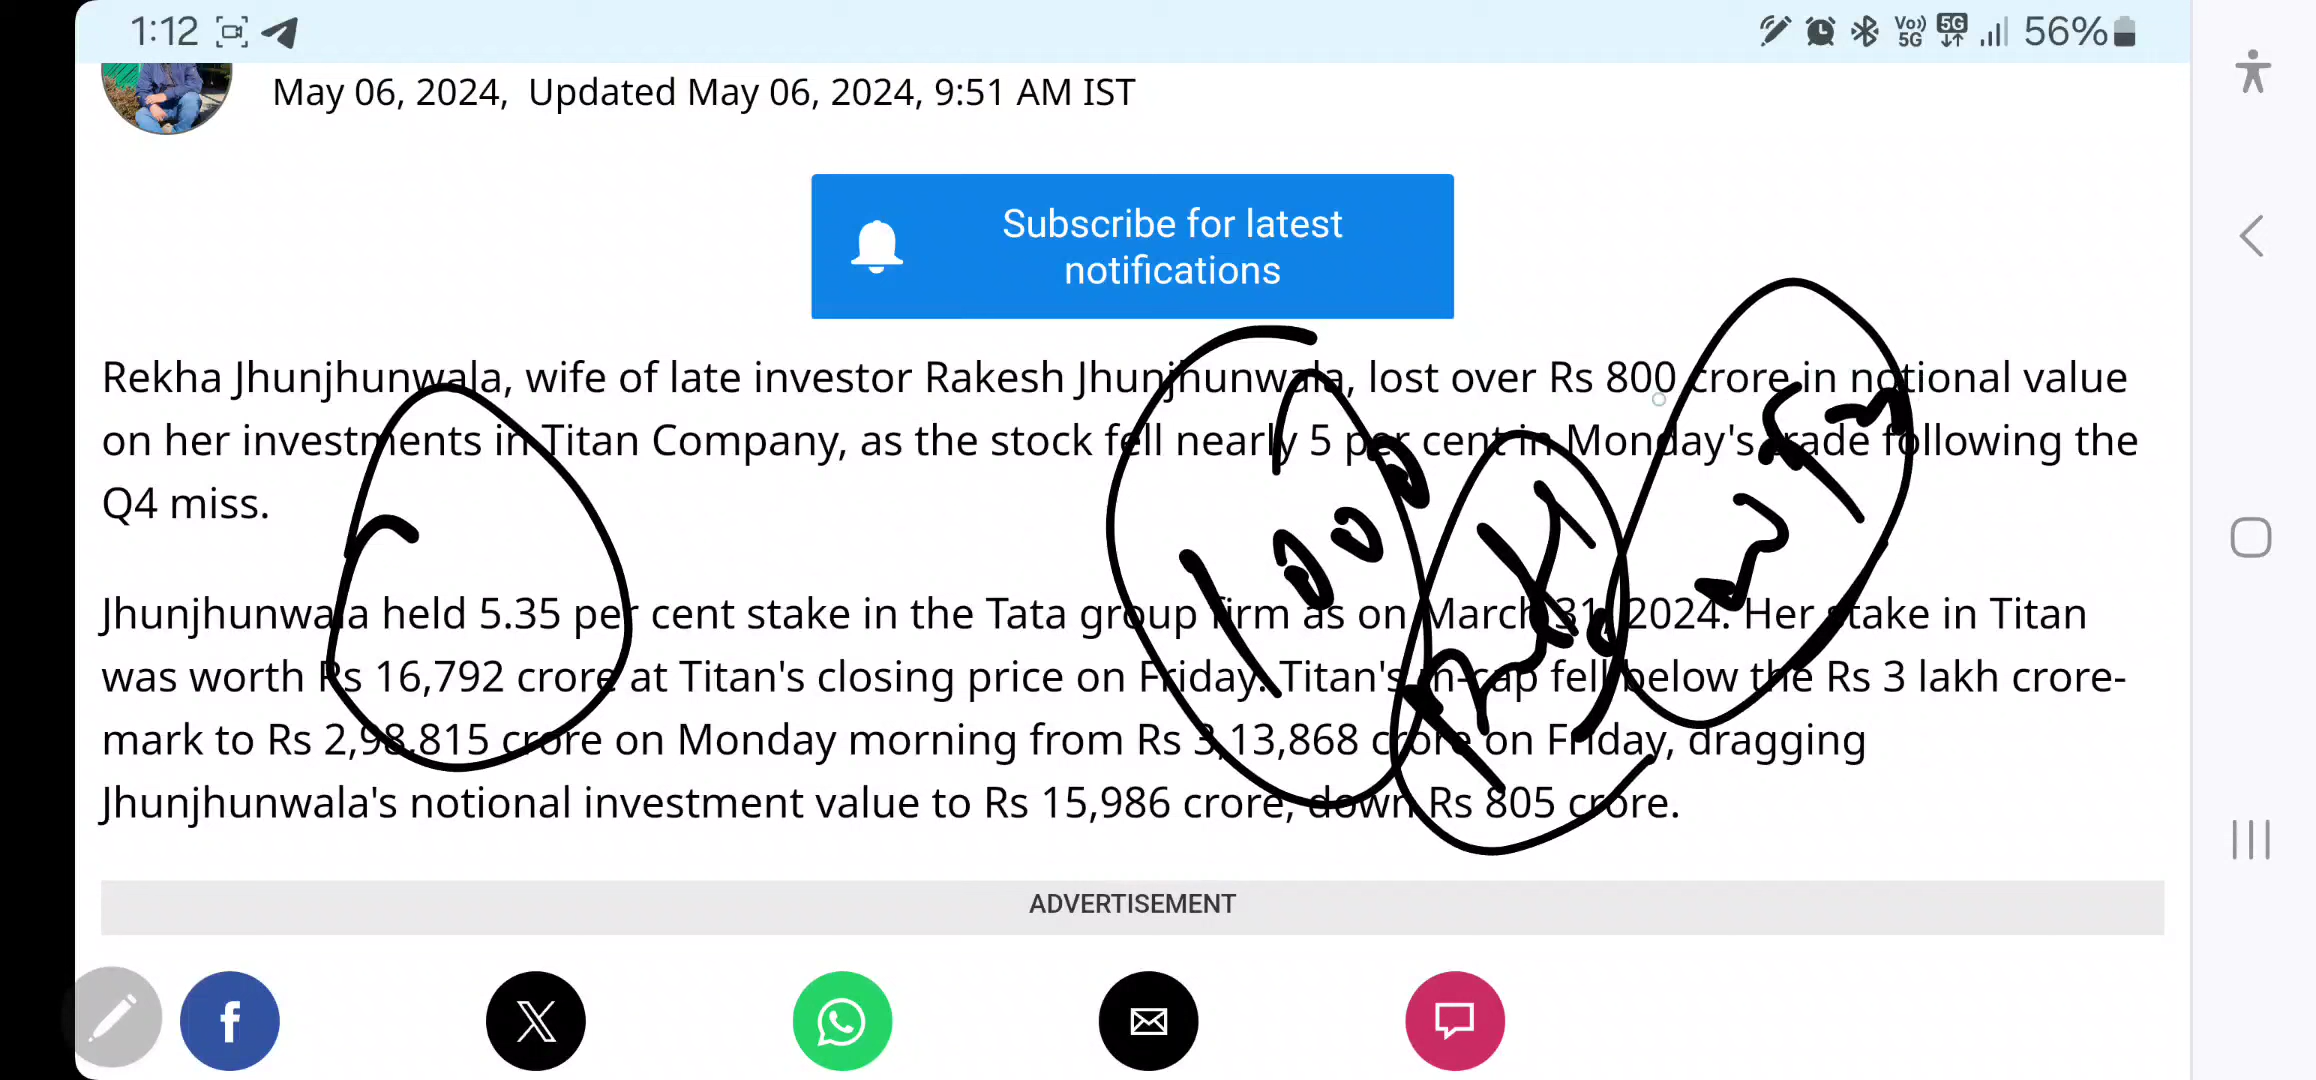 1:12
Vo)) 5G 5G 56%
May 06, 2024, Updated May 06, 2024, 9:51 AM IST
Subscribe for latest
notifications
Rekha Jhunjhunwala, wife of late investor Rakesh Jhunjhunwala, lost over Rs 800 crore in notional value
on her investments in Titan Company, as the stock fell nearly 5 per cent in Monday's trade following the
Q4 miss.
Jhunjhunwala held 5.35 per cent stake in the Tata group firm as on March 31, 2024. Her stake in Titan
was worth Rs 16,792 crore at Titan's closing price on Friday. Titan's m-cap fell below the Rs 3 lakh crore-
mark to Rs 2,98,815 crore on Monday morning from Rs 3,13,868 crore on Friday, dragging
Jhunjhunwala's notional investment value to Rs 15,986 crore, down Rs 805 crore.
1000
ADVERTISEMENT